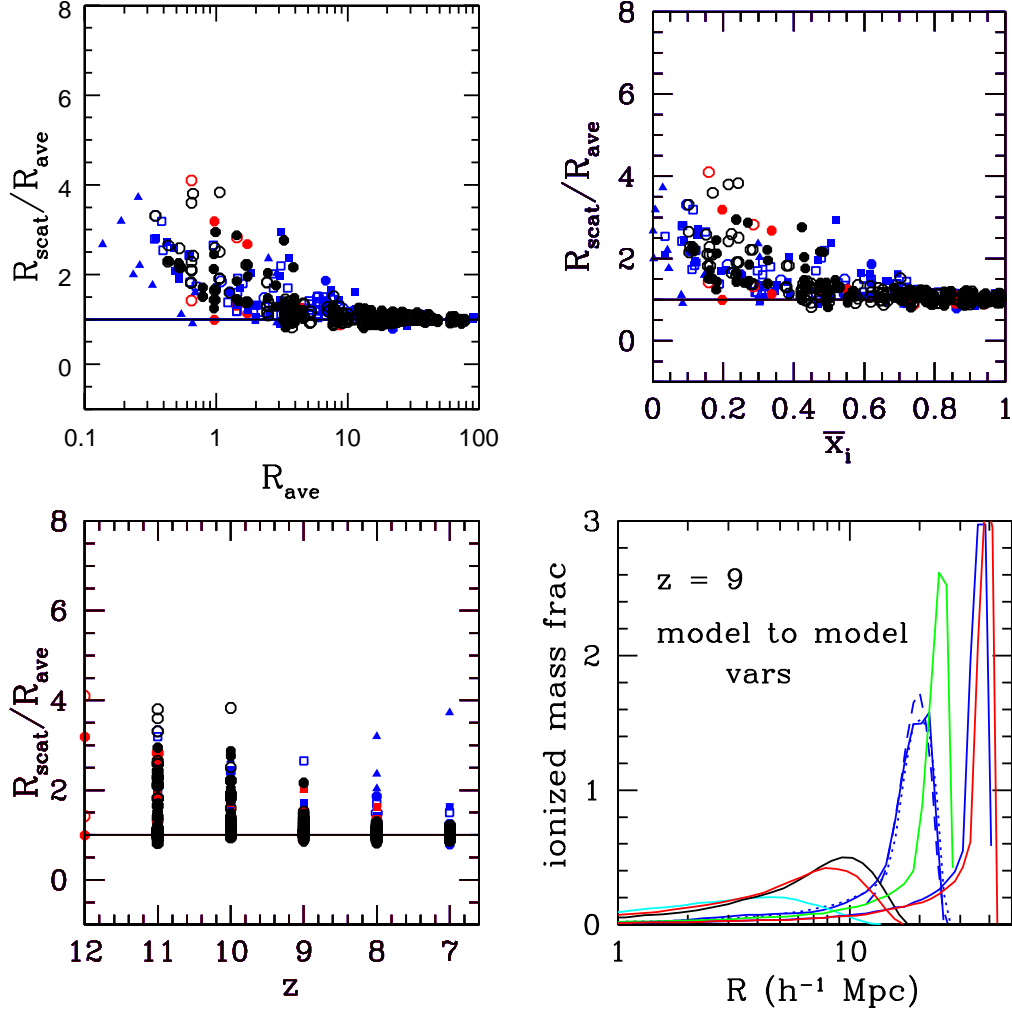 8
6
4
2
0
R_scat/R_ave
0.1 1 10 100
R_ave
8
6
4
2
0
R_scat/R_ave
0 0.2 0.4 0.6 0.8 1
x̅_i
8
6
4
2
0
R_scat/R_ave
12 11 10 9 8 7
z
3
2
1
0
ionized mass frac
z = 9
model to model
vars
1 10
R (h⁻¹ Mpc)